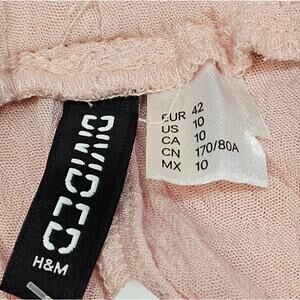 DIVIDED
H&M
EUR 42
US 10
CA 10
CN 170/80A
MX 10